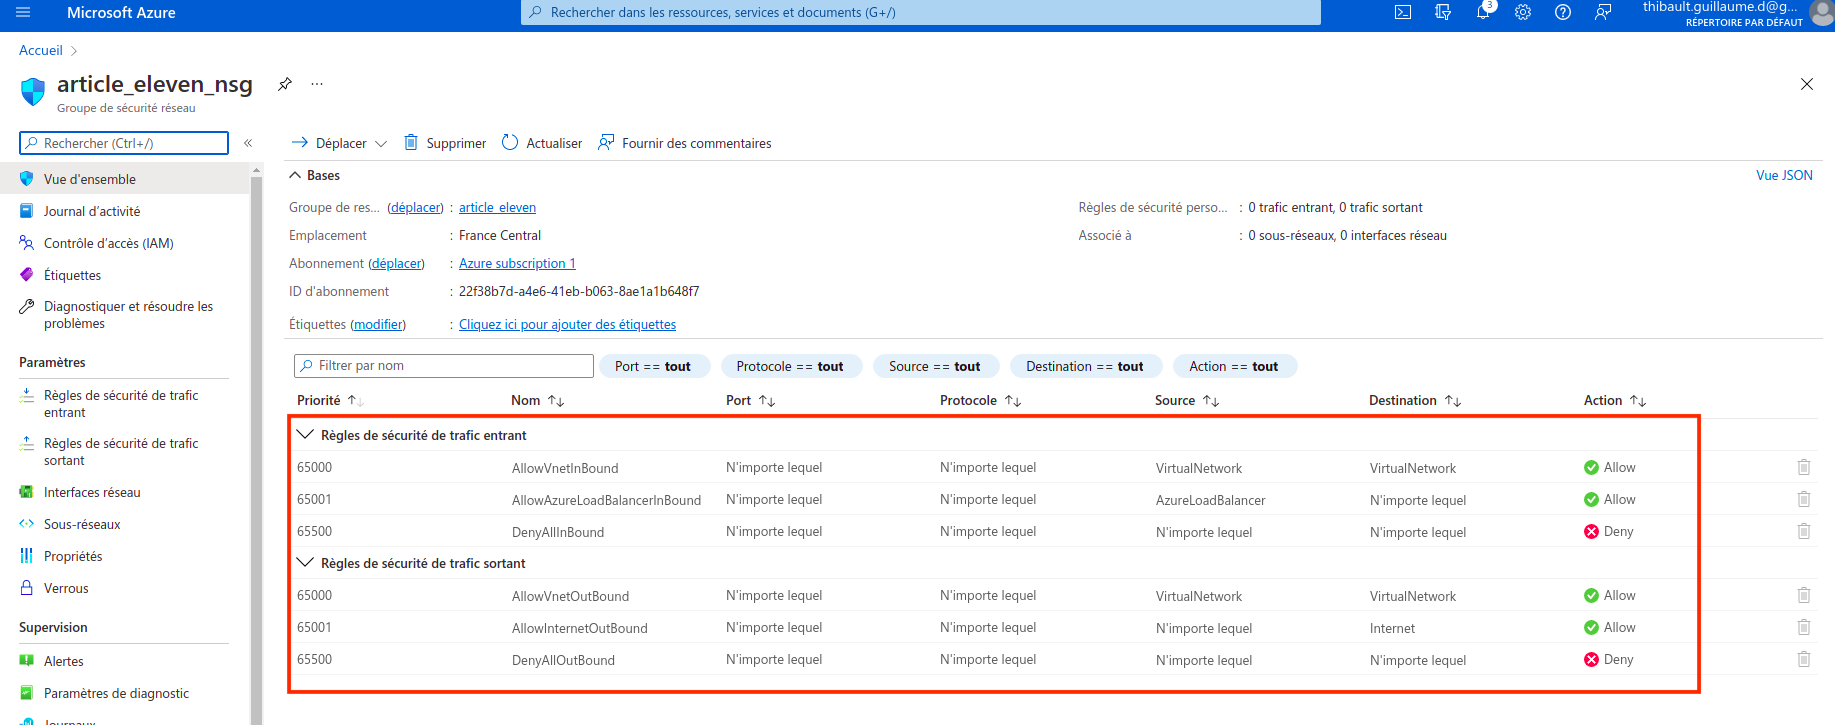 Microsoft Azure
Rechercher dans les ressources, services et documents (G+/)
3
thibault.guillaume.d@g...
RÉPERTOIRE PAR DÉFAUT
Accueil
article_eleven_nsg
Groupe de sécurité réseau
Rechercher (Ctrl+/)
Vue d'ensemble
Journal d'activité
Contrôle d'accès (IAM)
Étiquettes
Diagnostiquer et résoudre les
problèmes
Paramètres
Règles de sécurité de trafic
entrant
Règles de sécurité de trafic
sortant
Interfaces réseau
Sous-réseaux
Propriétés
Verrous
Supervision
Alertes
Paramètres de diagnostic
Journaux
Déplacer Supprimer Actualiser Fournir des commentaires
Bases Vue JSON
Groupe de res... (déplacer) : article_eleven
Emplacement : France Central
Abonnement (déplacer) : Azure subscription 1
ID d'abonnement : 22f38b7d-a4e6-41eb-b063-8ae1a1b648f7
Étiquettes (modifier) : Cliquez ici pour ajouter des étiquettes
Règles de sécurité perso... : 0 trafic entrant, 0 trafic sortant
Associé à : 0 sous-réseaux, 0 interfaces réseau
Filtrer par nom Port == tout Protocole == tout Source == tout Destination == tout Action == tout
Priorité Nom Port Protocole Source Destination Action
Règles de sécurité de trafic entrant
65000 AllowVnetInBound N'importe lequel N'importe lequel VirtualNetwork VirtualNetwork Allow
65001 AllowAzureLoadBalancerInBound N'importe lequel N'importe lequel AzureLoadBalancer N'importe lequel Allow
65500 DenyAllInBound N'importe lequel N'importe lequel N'importe lequel N'importe lequel Deny
Règles de sécurité de trafic sortant
65000 AllowVnetOutBound N'importe lequel N'importe lequel VirtualNetwork VirtualNetwork Allow
65001 AllowInternetOutBound N'importe lequel N'importe lequel N'importe lequel Internet Allow
65500 DenyAllOutBound N'importe lequel N'importe lequel N'importe lequel N'importe lequel Deny